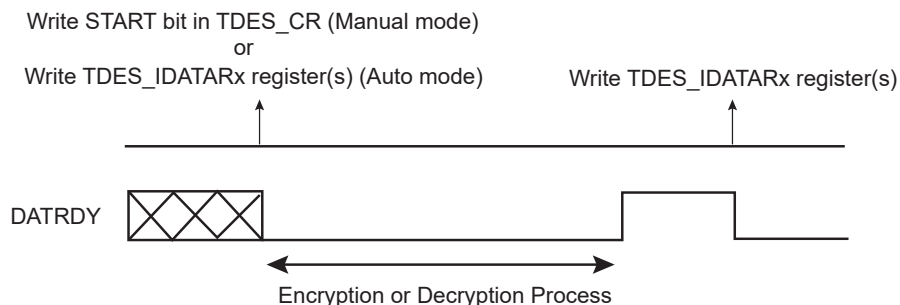 Write START bit in TDES_CR (Manual mode)
or
Write TDES_IDATARx register(s) (Auto mode)
Write TDES_IDATARx register(s)
DATRDY
Encryption or Decryption Process